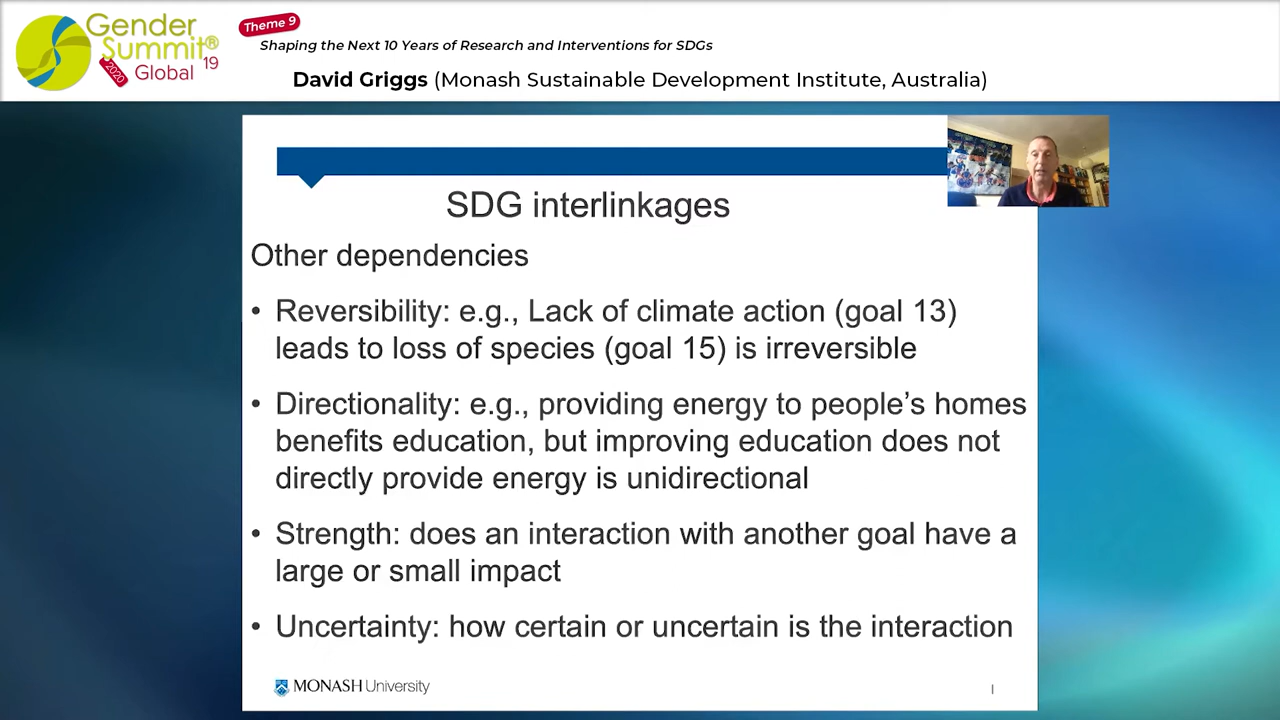 Gender
Summit®
Global 19
2020
Theme 9
Shaping the Next 10 Years of Research and Interventions for SDGs
David Griggs (Monash Sustainable Development Institute, Australia)
SDG interlinkages
Other dependencies
• Reversibility: e.g., Lack of climate action (goal 13)
leads to loss of species (goal 15) is irreversible
• Directionality: e.g., providing energy to people’s homes
benefits education, but improving education does not
directly provide energy is unidirectional
• Strength: does an interaction with another goal have a
large or small impact
• Uncertainty: how certain or uncertain is the interaction
MONASH University